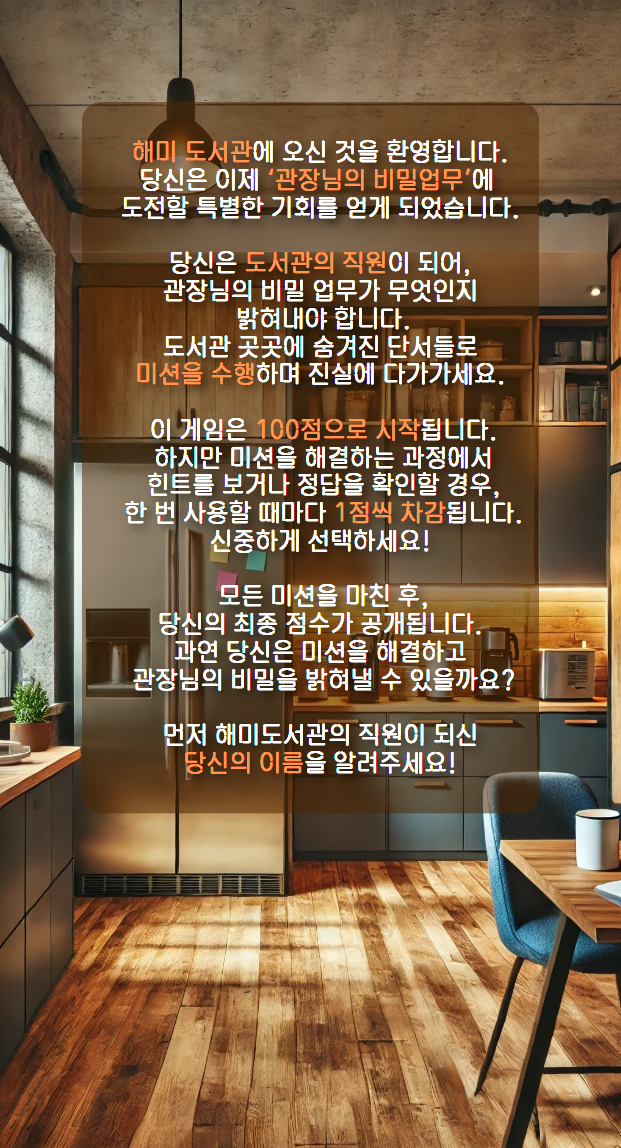 해미 도서관에 오신 것을 환영합니다.
당신은 이제 ‘관장님의 비밀업무’에
도전할 특별한 기회를 얻게 되었습니다.
당신은 도서관의 직원이 되어,
관장님의 비밀 업무가 무엇인지
밝혀내야 합니다.
도서관 곳곳에 숨겨진 단서들로
미션을 수행하며 진실에 다가가세요.
이 게임은 100점으로 시작됩니다.
하지만 미션을 해결하는 과정에서
힌트를 보거나 정답을 확인할 경우,
한 번 사용할 때마다 1점씩 차감됩니다.
신중하게 선택하세요!
모든 미션을 마친 후,
당신의 최종 점수가 공개됩니다.
과연 당신은 미션을 해결하고
관장님의 비밀을 밝혀낼 수 있을까요?
먼저 해미도서관의 직원이 되신
당신의 이름을 알려주세요!